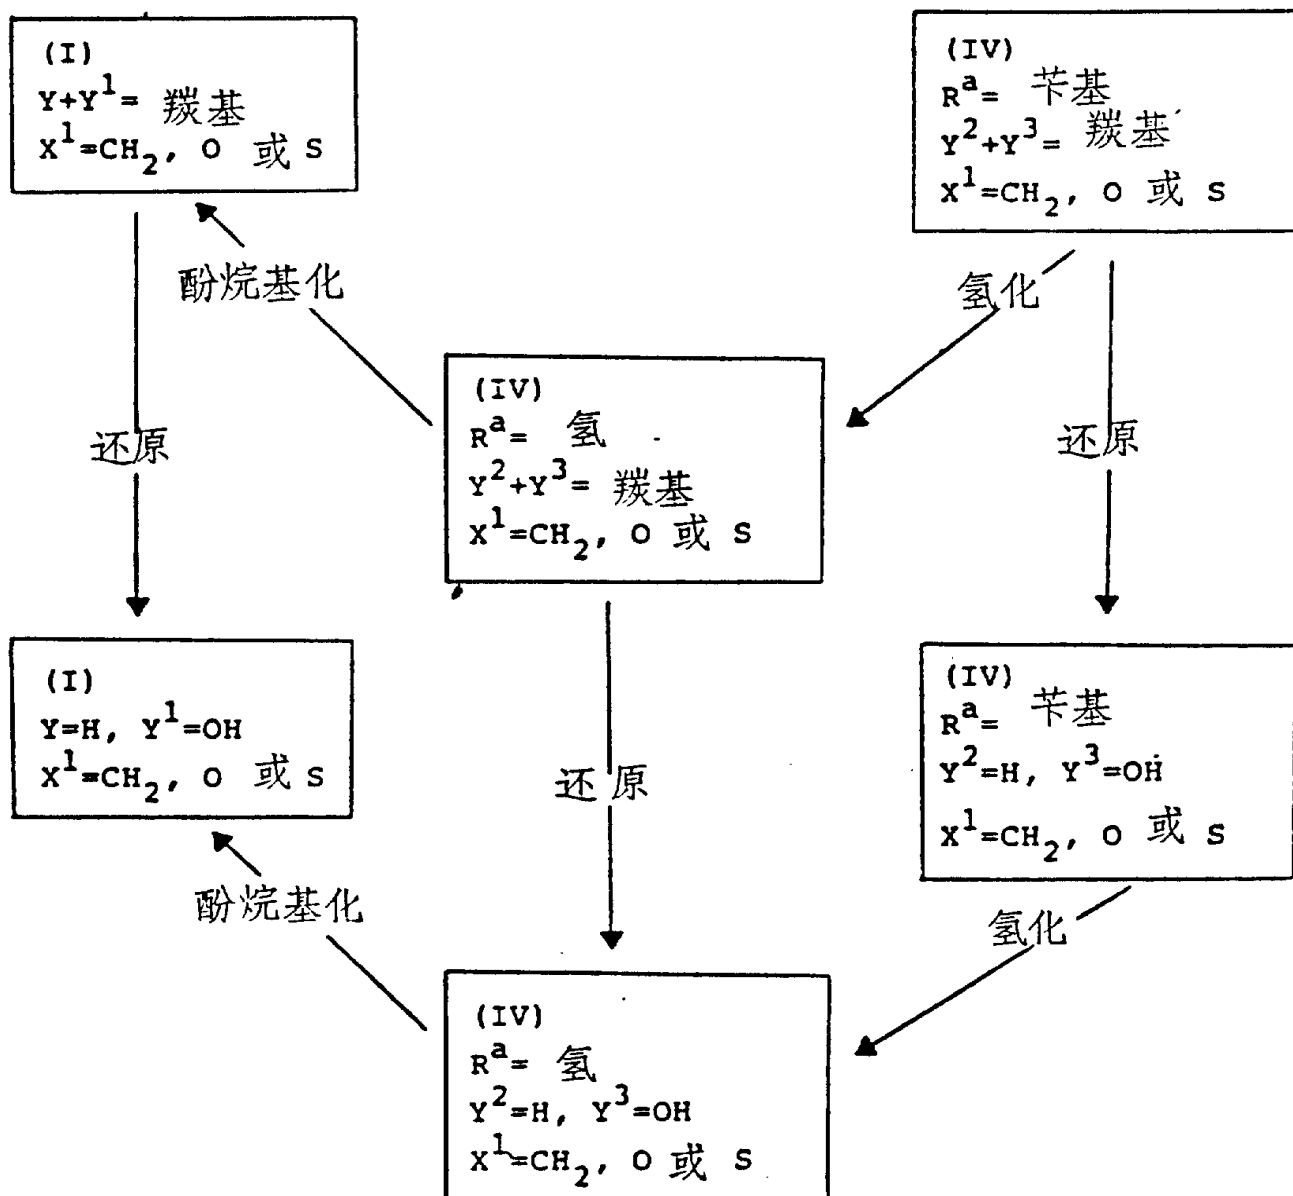 (I)
Y+Y¹= 羰基
X¹=CH₂, O 或 S
(IV)
Rᵃ= 苄基
Y²+Y³= 羰基
X¹=CH₂, O 或 S
酚烷基化
氢化
(IV)
Rᵃ= 氢
Y²+Y³= 羰基
X¹=CH₂, O 或 S
还原
还原
(I)
Y=H, Y¹=OH
X¹=CH₂, O 或 S
还原
(IV)
Rᵃ= 苄基
Y²=H, Y³=OH
X¹=CH₂, O 或 S
酚烷基化
氢化
(IV)
Rᵃ= 氢
Y²=H, Y³=OH
X¹=CH₂, O 或 S